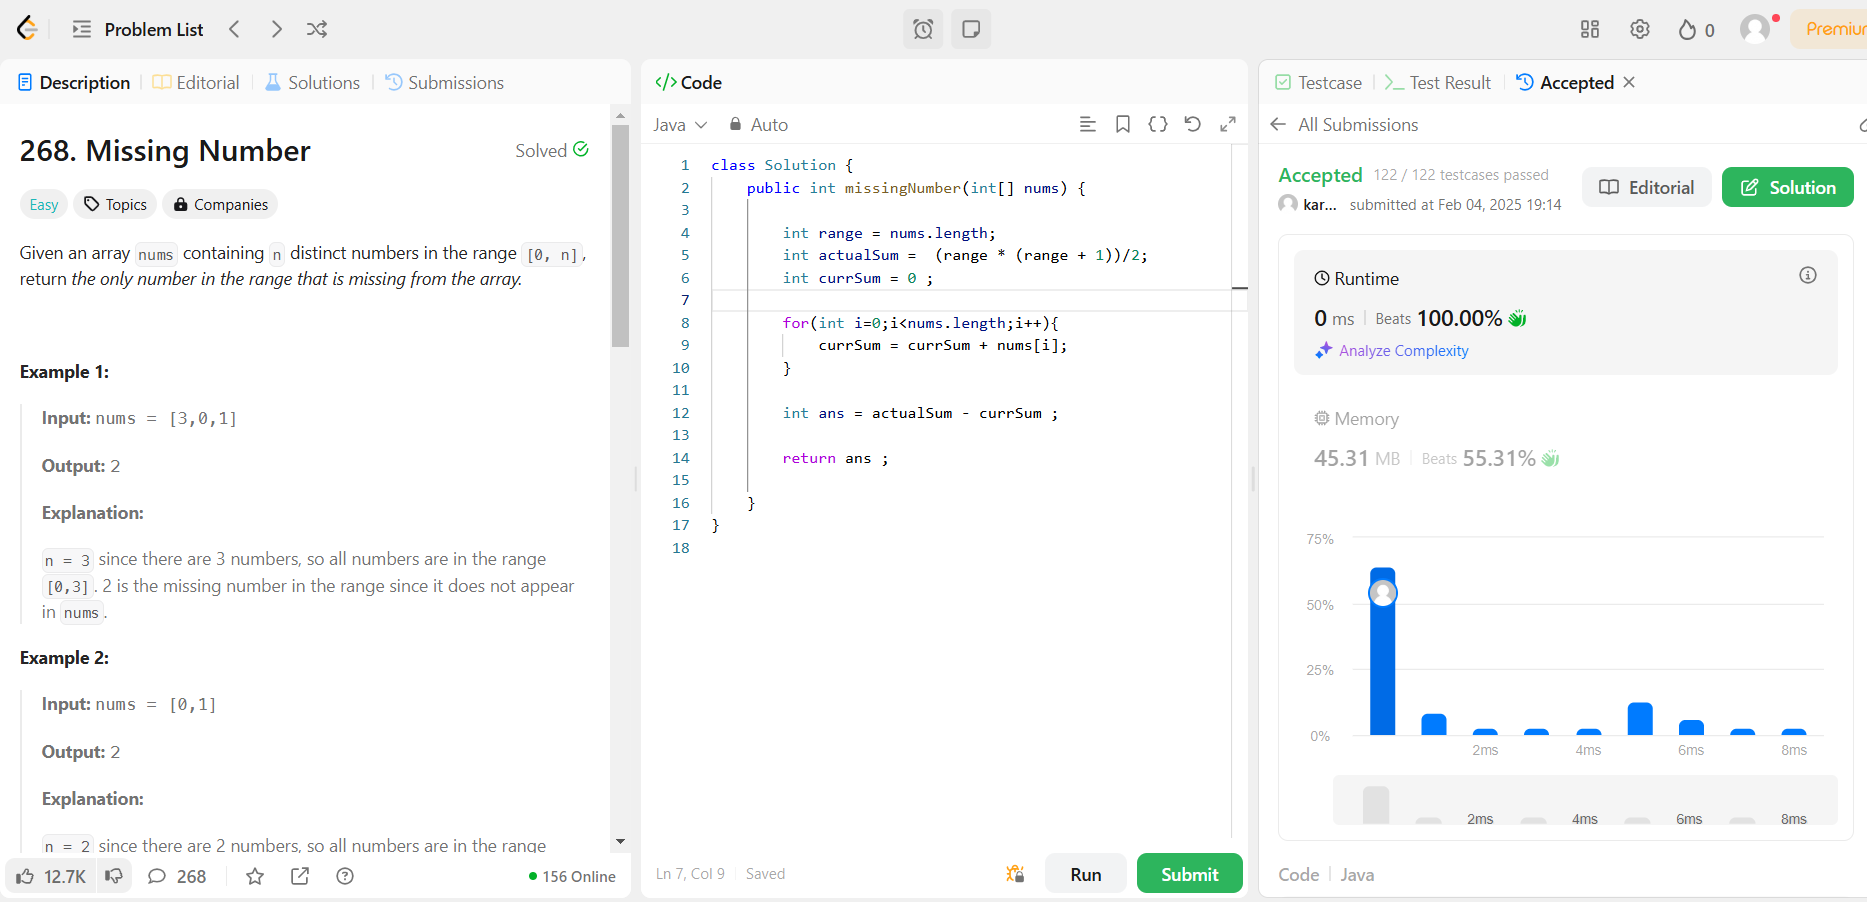 Problem List
0
Premiu
Description
Editorial
Solutions
Submissions
268. Missing Number
Solved
Easy
Topics
Companies
Given an array nums containing n distinct numbers in the range [0, n],
return the only number in the range that is missing from the array.
Example 1:
Input: nums = [3,0,1]
Output: 2
Explanation:
n = 3 since there are 3 numbers, so all numbers are in the range
[0,3]. 2 is the missing number in the range since it does not appear
in nums.
Example 2:
Input: nums = [0,1]
Output: 2
Explanation:
n = 2 since there are 2 numbers, so all numbers are in the range
12.7K
268
156 Online
</> Code
Java
Auto
1 class Solution {
2 public int missingNumber(int[] nums) {
3
4 int range = nums.length;
5 int actualSum =  (range * (range + 1))/2;
6 int currSum = 0 ;
7
8 for(int i=0;i<nums.length;i++){
9 currSum = currSum + nums[i];
10 }
11
12 int ans = actualSum - currSum ;
13
14 return ans ;
15
16 }
17 }
18
Ln 7, Col 9
Saved
Run
Submit
Testcase
Test Result
Accepted
All Submissions
Accepted 122 / 122 testcases passed
kar... submitted at Feb 04, 2025 19:14
Editorial
Solution
Runtime
0 ms Beats 100.00%
Analyze Complexity
Memory
45.31 MB Beats 55.31%
75%
50%
25%
0%
2ms 4ms 6ms 8ms
2ms 4ms 6ms 8ms
Code
Java